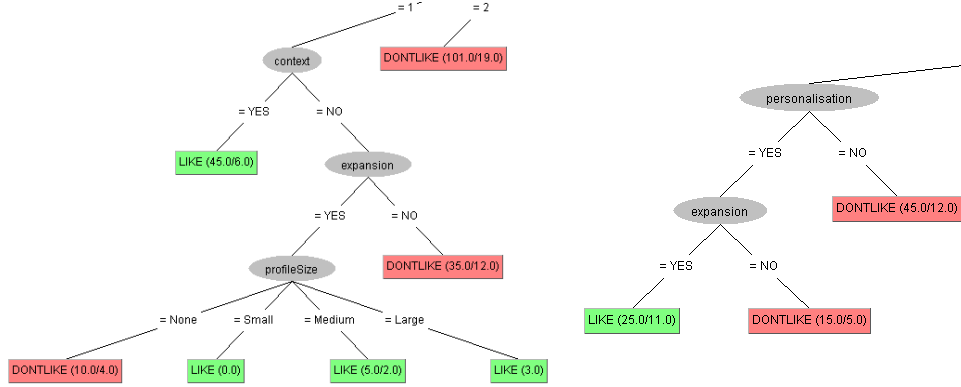 = 1
= 2
DONTLIKE (101.0/19.0)
context
= YES
= NO
LIKE (45.0/6.0)
expansion
= YES
= NO
profileSize
DONTLIKE (35.0/12.0)
= None
= Small
= Medium
= Large
DONTLIKE (10.0/4.0)
LIKE (0.0)
LIKE (5.0/2.0)
LIKE (3.0)
personalisation
= YES
= NO
expansion
DONTLIKE (45.0/12.0)
= YES
= NO
LIKE (25.0/11.0)
DONTLIKE (15.0/5.0)